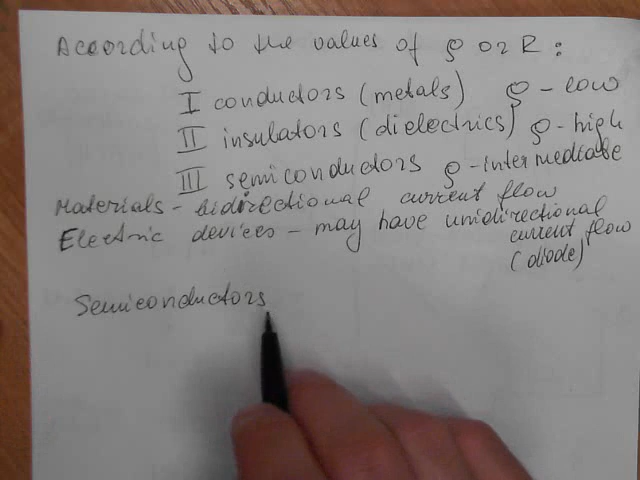 According to the values of ρ or R:
I conductors (metals) ρ - low
II insulators (dielectrics) ρ - high
III semiconductors ρ - intermediate
Materials - bidirectional current flow
Electric devices - may have unidirectional
current flow
(diode)
Semiconductors